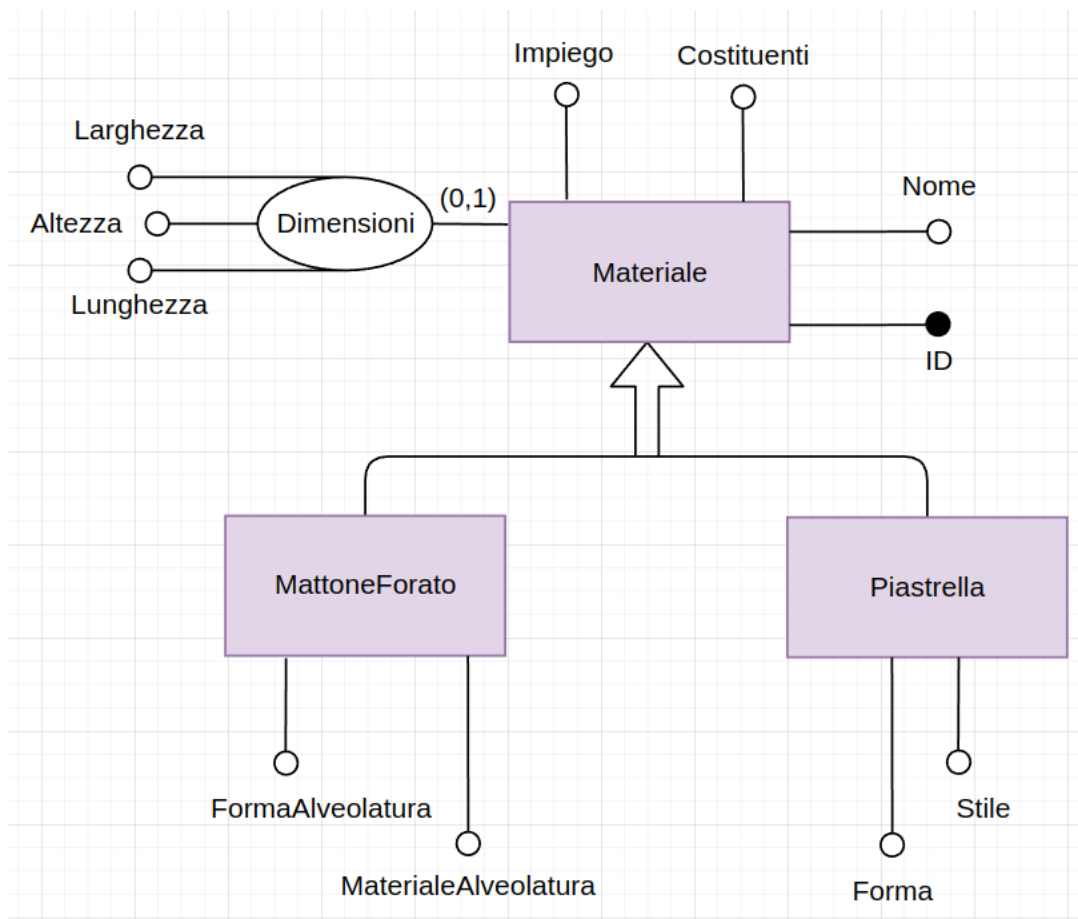 Impiego
Costituenti
Larghezza
Nome
(0,1)
Altezza
Dimensioni
Materiale
Lunghezza
ID
MattoneForato
Piastrella
FormaAlveolatura
Stile
MaterialeAlveolatura
Forma